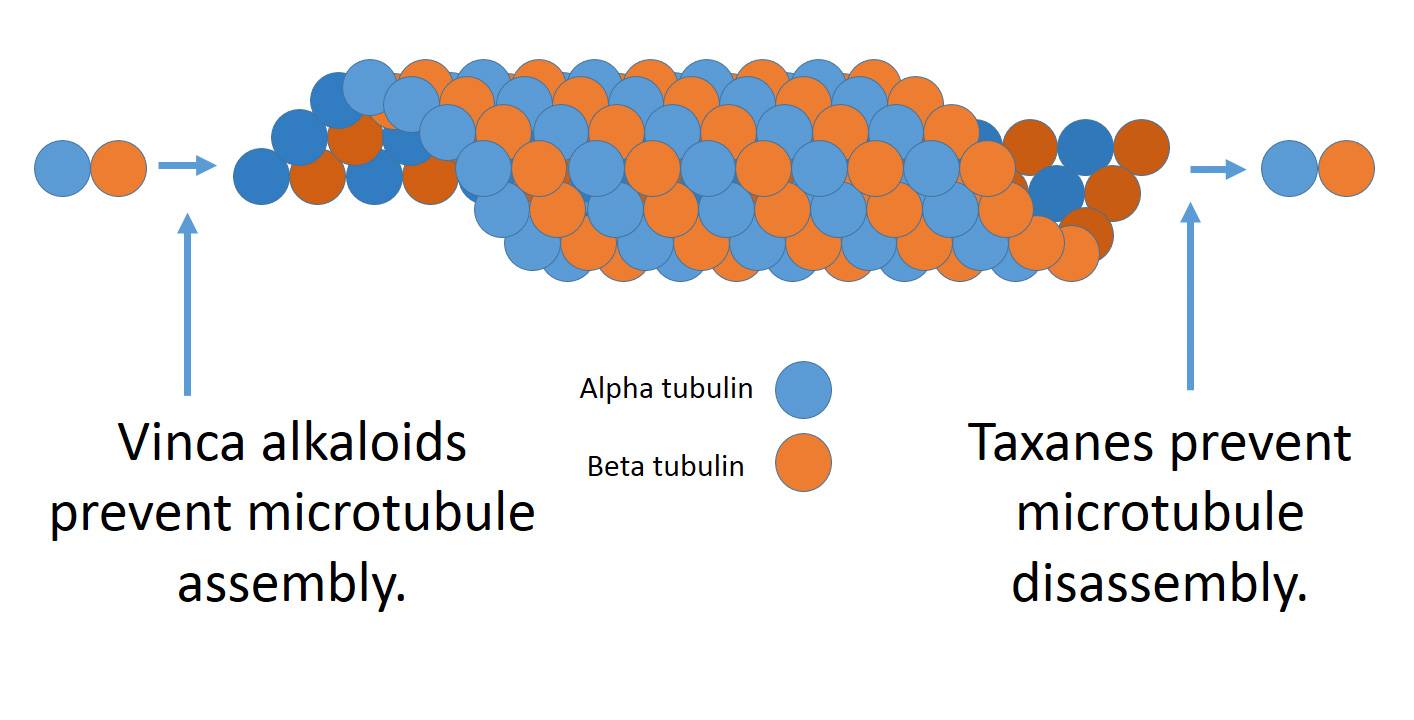 Alpha tubulin
Beta tubulin
Vinca alkaloids
prevent microtubule
assembly.
Taxanes prevent
microtubule
disassembly.